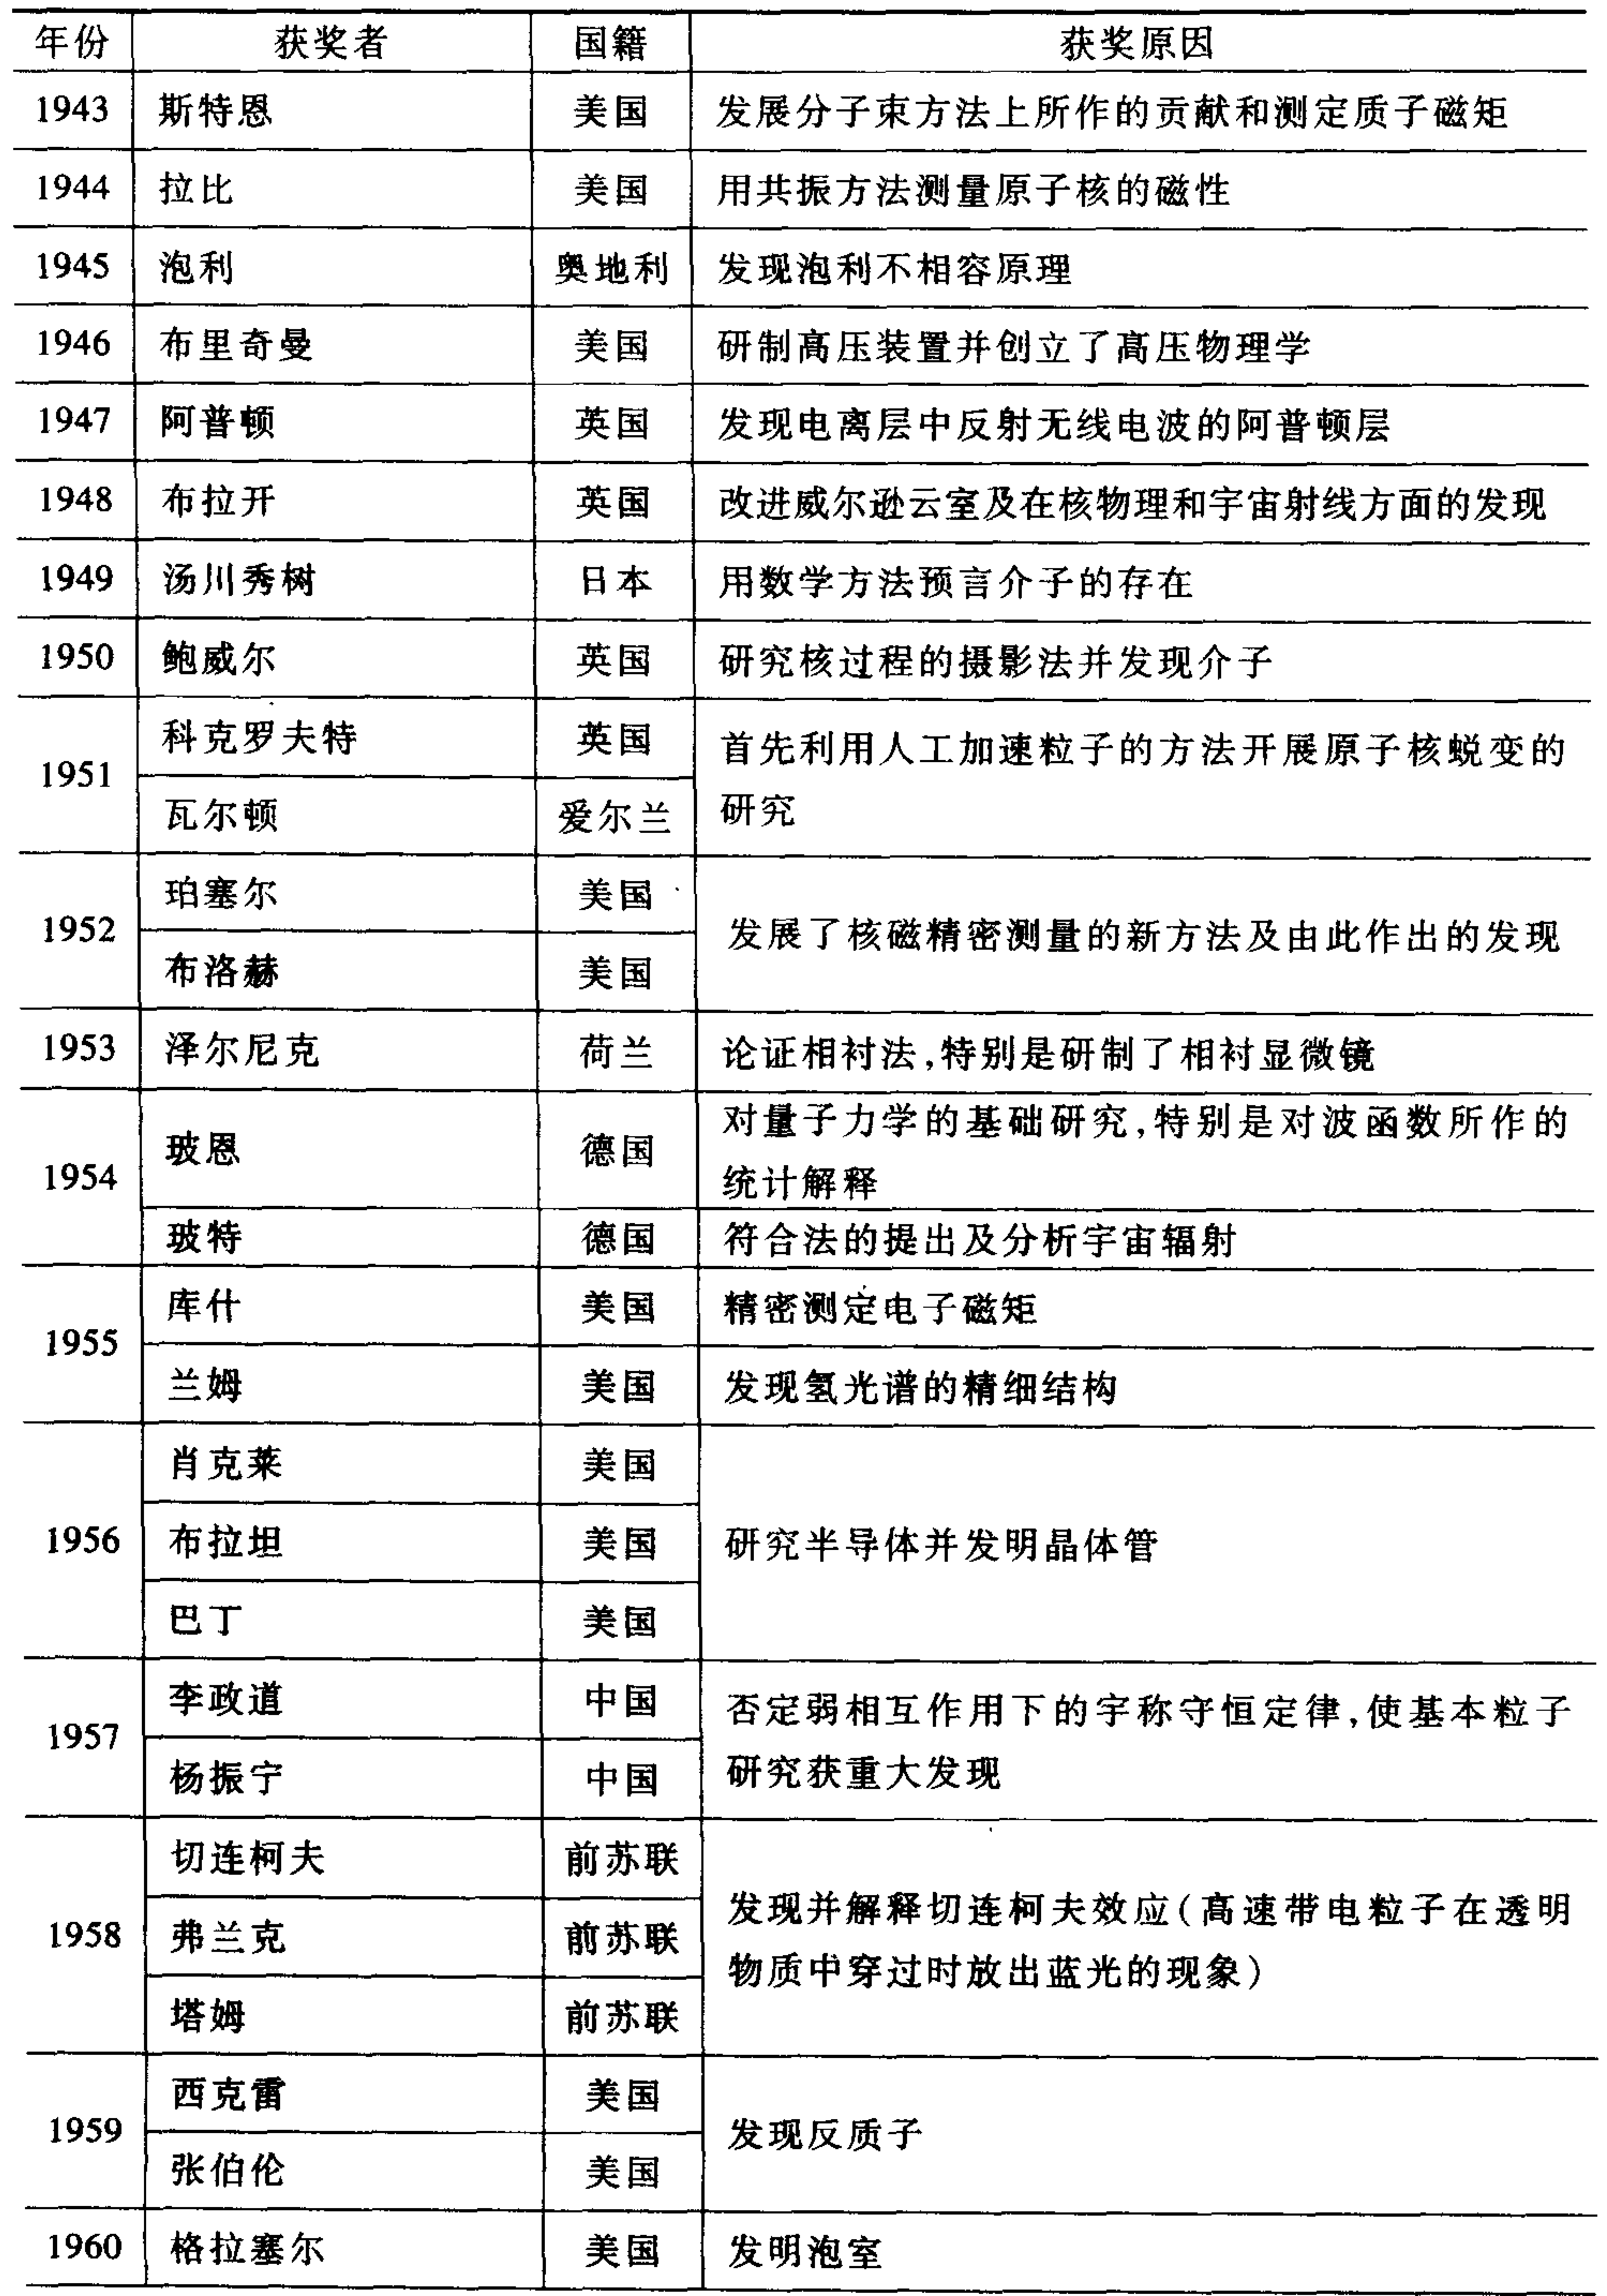 年份 获奖者 国籍 获奖原因
1943 斯特恩 美国 发展分子束方法上所作的贡献和测定质子磁矩
1944 拉比 美国 用共振方法测量原子核的磁性
1945 泡利 奥地利 发现泡利不相容原理
1946 布里奇曼 美国 研制高压装置并创立了高压物理学
1947 阿普顿 英国 发现电离层中反射无线电波的阿普顿层
1948 布拉开 英国 改进威尔逊云室及在核物理和宇宙射线方面的发现
1949 汤川秀树 日本 用数学方法预言介子的存在
1950 鲍威尔 英国 研究核过程的摄影法并发现介子
1951 科克罗夫特 英国 首先利用人工加速粒子的方法开展原子核蜕变的
瓦尔顿 爱尔兰 研究
1952 珀塞尔 美国 发展了核磁精密测量的新方法及由此作出的发现
布洛赫 美国
1953 泽尔尼克 荷兰 论证相衬法,特别是研制了相衬显微镜
1954 玻恩 德国 对量子力学的基础研究,特别是对波函数所作的
统计解释
玻特 德国 符合法的提出及分析宇宙辐射
1955 库什 美国 精密测定电子磁矩
兰姆 美国 发现氢光谱的精细结构
1956 肖克莱 美国 研究半导体并发明晶体管
布拉坦 美国
巴丁 美国
1957 李政道 中国 否定弱相互作用下的宇称守恒定律,使基本粒子
杨振宁 中国 研究获重大发现
1958 切连柯夫 前苏联 发现并解释切连柯夫效应(高速带电粒子在透明
弗兰克 前苏联 物质中穿过时放出蓝光的现象)
塔姆 前苏联
1959 西克雷 美国 发现反质子
张伯伦 美国
1960 格拉塞尔 美国 发明泡室